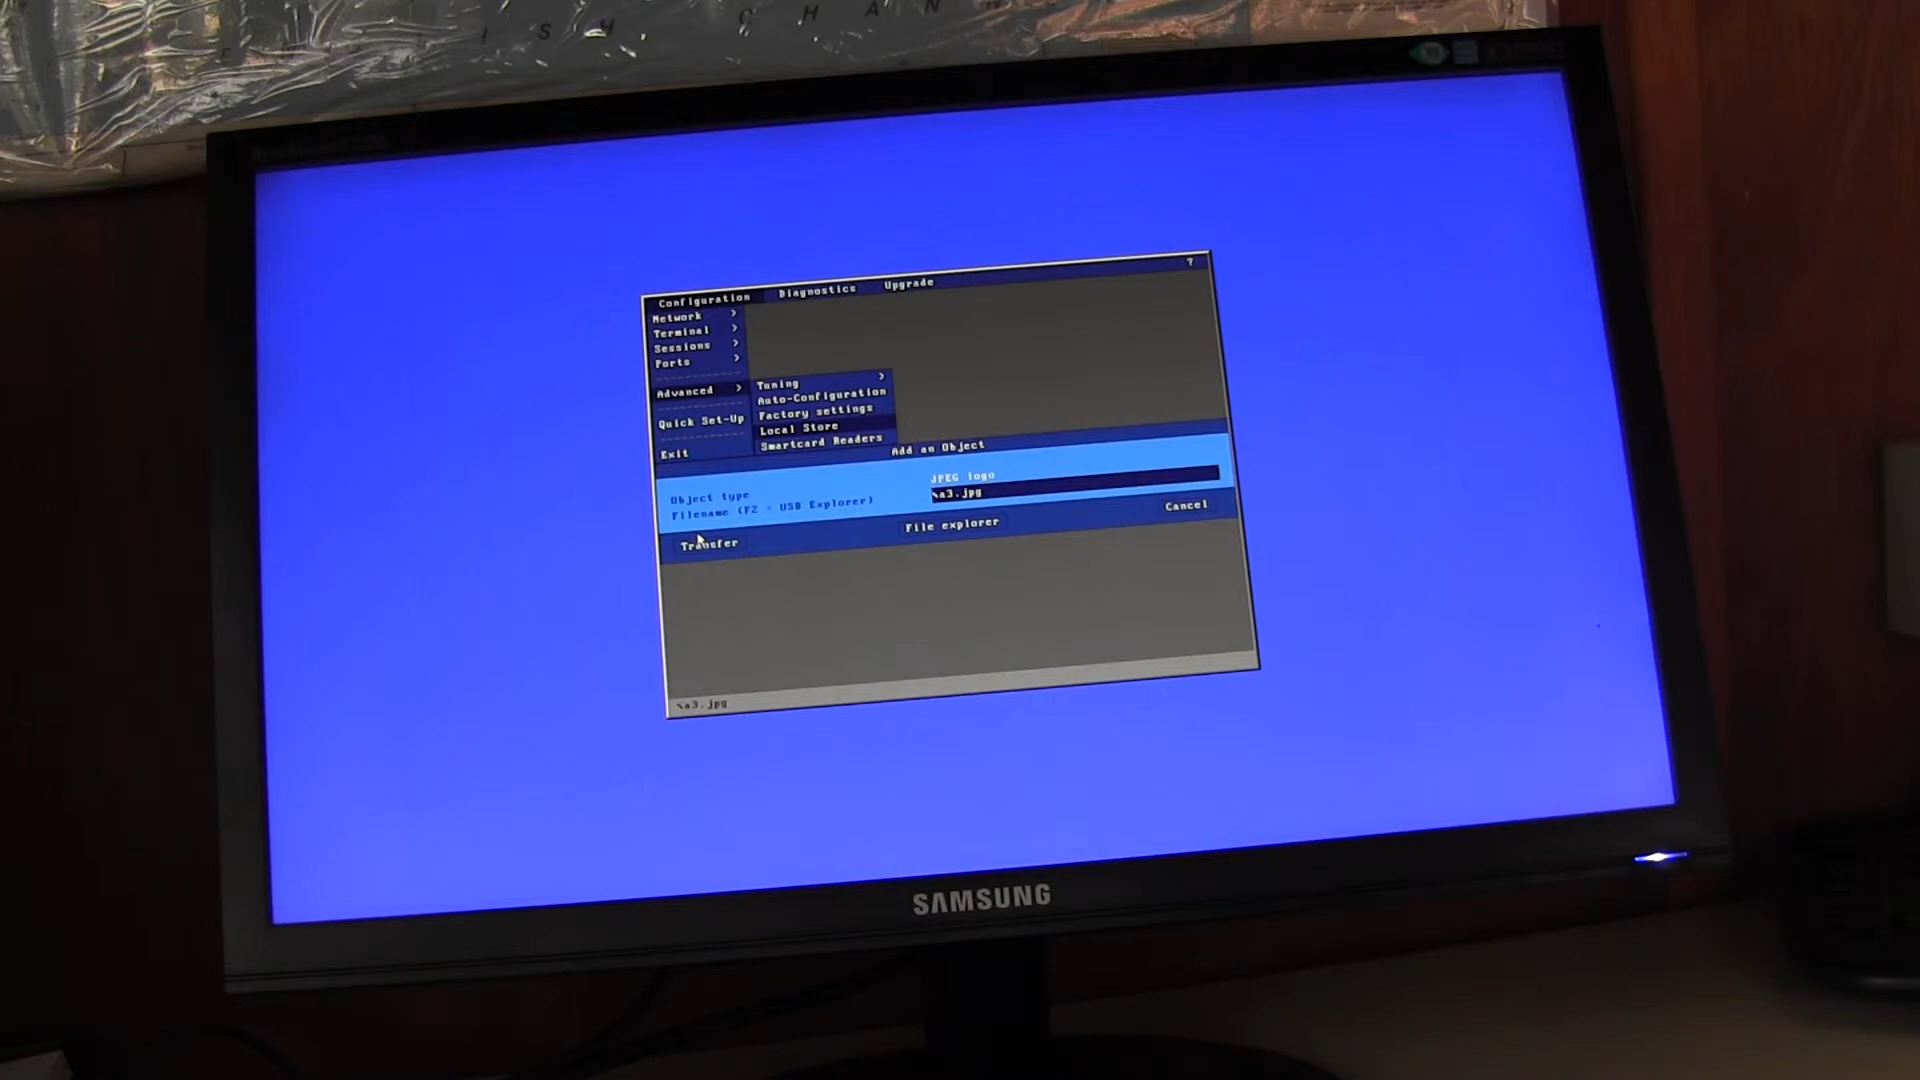 ISH CHANN
Configuration Diagnostics Upgrade ?
Network >
Terminal >
Sessions >
Ports >
Advanced >
Quick Set-Up
Exit
Tuning >
Auto-Configuration
Factory settings
Local Store
Smartcard Readers
Add an Object
Object type JPEG logo
Filename (F2 = USB Explorer) \a3.jpg
Transfer File explorer Cancel
\a3.jpg
SAMSUNG